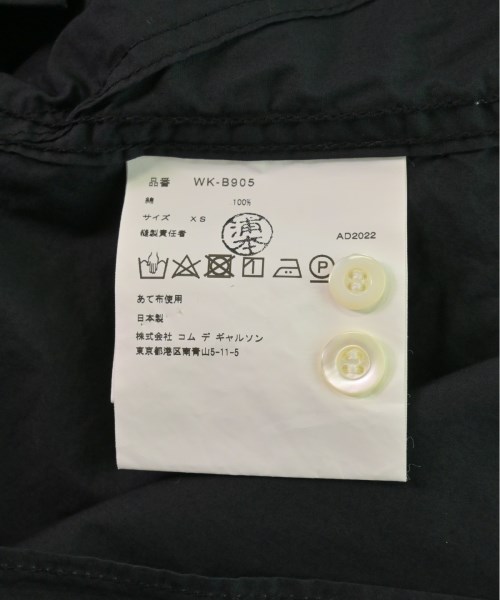 品番 WK-B905
綿 100%
サイズ XS
縫製責任者 浦本 AD2022
P
あて布使用
日本製
株式会社 コム デ ギャルソン
東京都港区南青山5-11-5